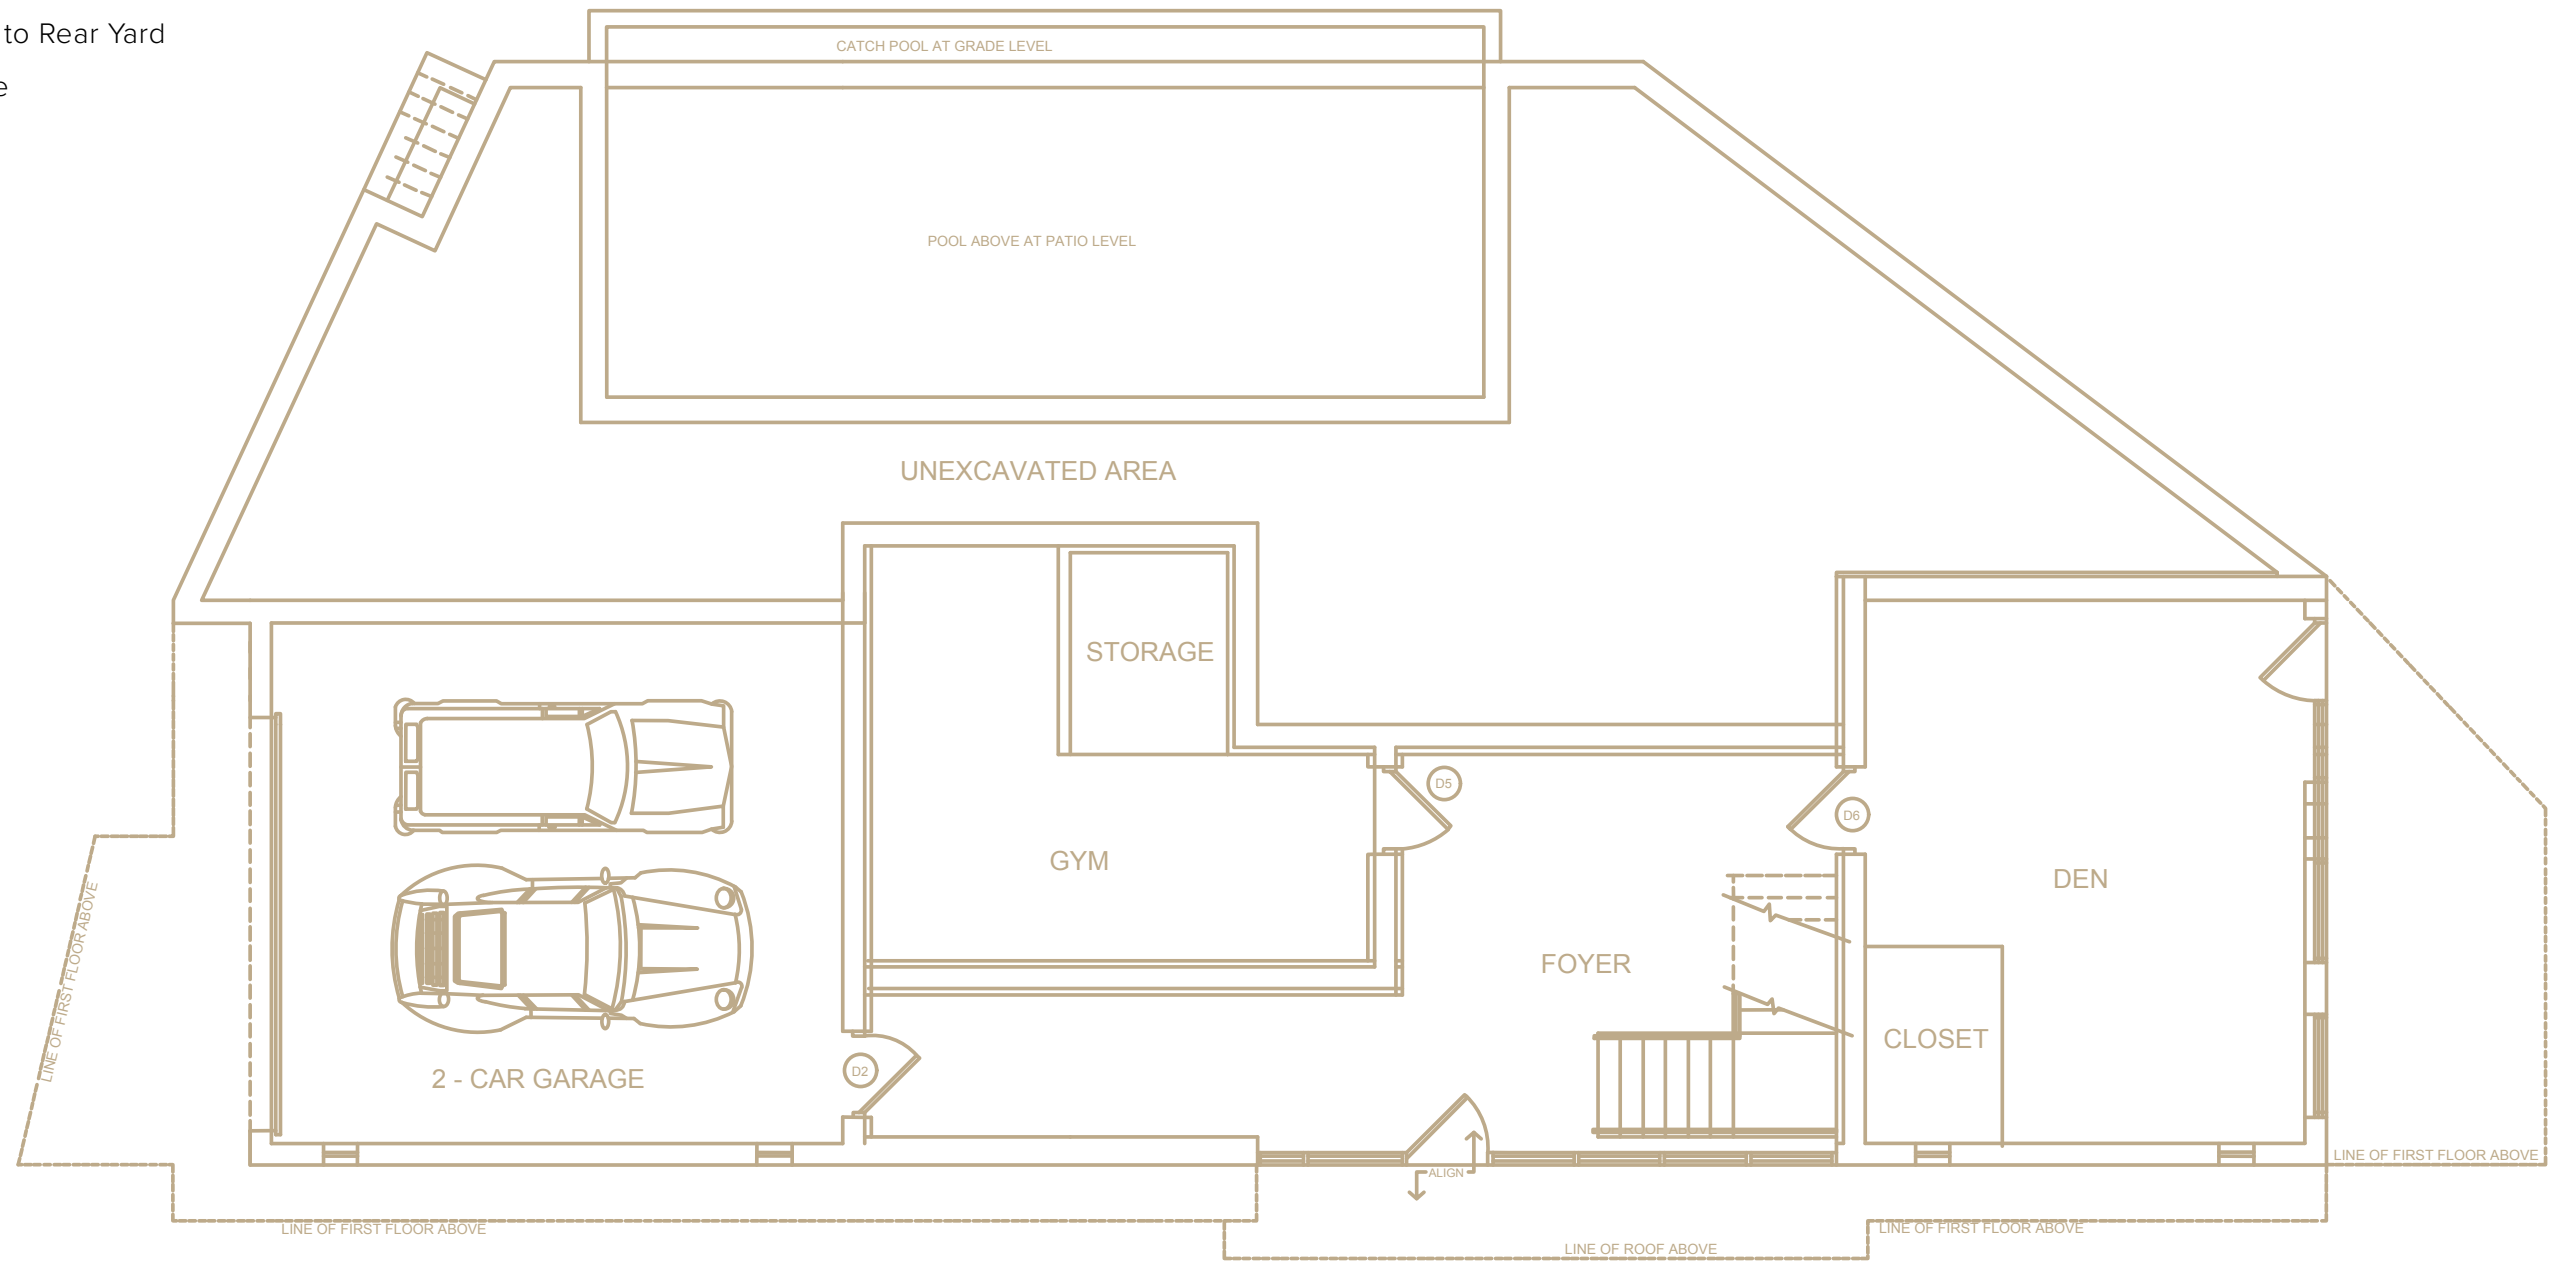 to Rear Yard
e
CATCH POOL AT GRADE LEVEL
POOL ABOVE AT PATIO LEVEL
UNEXCAVATED AREA
STORAGE
D5
D6
GYM
DEN
LINE OF FIRST FLOOR ABOVE
FOYER
CLOSET
D2
2 - CAR GARAGE
ALIGN
LINE OF FIRST FLOOR ABOVE
LINE OF FIRST FLOOR ABOVE
LINE OF FIRST FLOOR ABOVE
LINE OF ROOF ABOVE